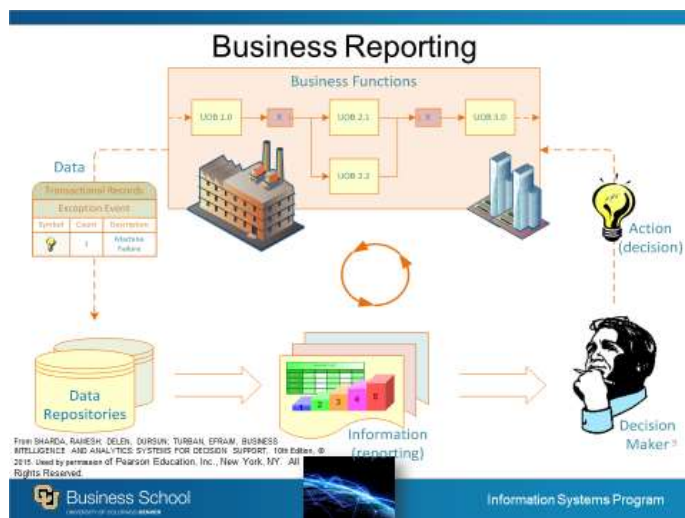 Business Reporting
Business Functions
UOB 1.0
X
UOB 2.1
X
UOB 3.0
UOB 2.2
Data
Transactional Records
Exception Event
Symbol Count Description
1 Machine
Failure
Action
(decision)
Data
Repositories
1 2 3 4 5
Information
(reporting)
Decision
Maker
From SHARDA, RAMESH; DELEN, DURSUN; TURBAN, EFRAIM, BUSINESS
INTELLIGENCE AND ANALYTICS: SYSTEMS FOR DECISION SUPPORT, 10th Edition, ©
2015. Used by permission of Pearson Education, Inc., New York, NY. All
Rights Reserved.
Business School
UNIVERSITY OF COLORADO DENVER
Information Systems Program